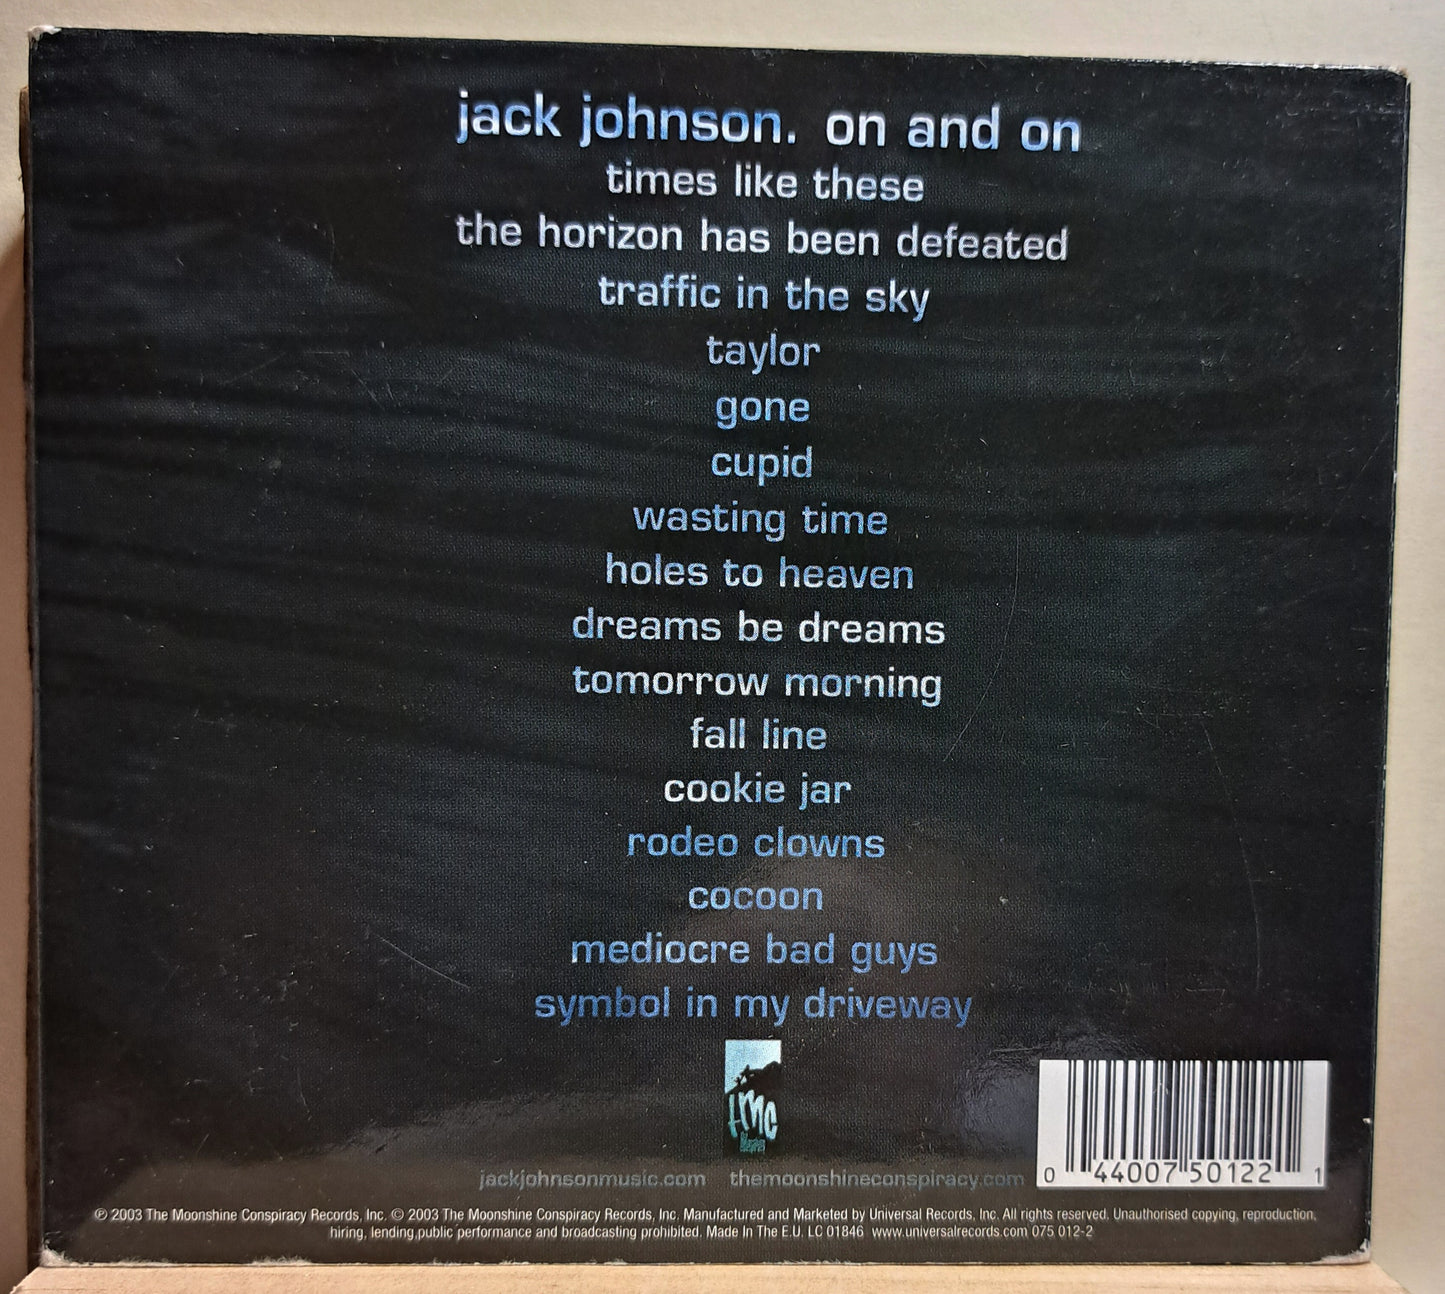 jack johnson. on and on
times like these
the horizon has been defeated
traffic in the sky
taylor
gone
cupid
wasting time
holes to heaven
dreams be dreams
tomorrow morning
fall line
cookie jar
rodeo clowns
cocoon
mediocre bad guys
symbol in my driveway
tmc
jackjohnsonmusic.com themoonshineconspiracy.com
0 44007 50122 1
℗ 2003 The Moonshine Conspiracy Records, Inc. © 2003 The Moonshine Conspiracy Records, Inc. Manufactured and Marketed by Universal Records, Inc. All rights reserved. Unauthorised copying, reproduction,
hiring, lending,public performance and broadcasting prohibited. Made In The E.U. LC 01846 www.universalrecords.com 075 012-2